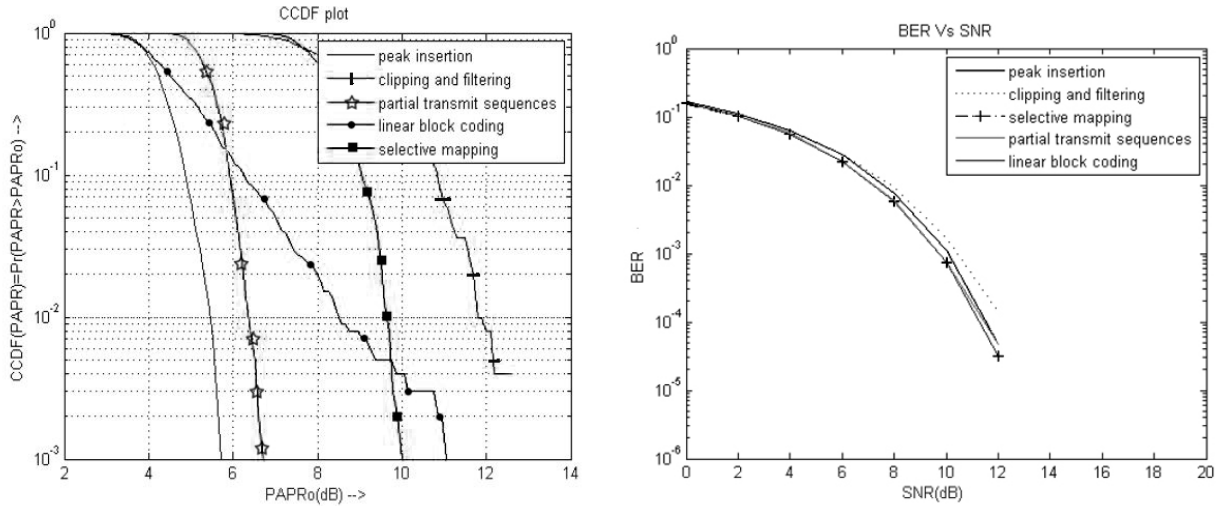 CCDF plot
10^0
10^-1
10^-2
10^-3
CCDF(PAPR)=Pr(PAPR>PAPRo) -->
peak insertion
clipping and filtering
partial transmit sequences
linear block coding
selective mapping
2 4 6 8 10 12 14
PAPRo(dB) -->
BER Vs SNR
10^0
10^-1
10^-2
10^-3
10^-4
10^-5
10^-6
BER
peak insertion
clipping and filtering
selective mapping
partial transmit sequences
linear block coding
0 2 4 6 8 10 12 14 16 18 20
SNR(dB)